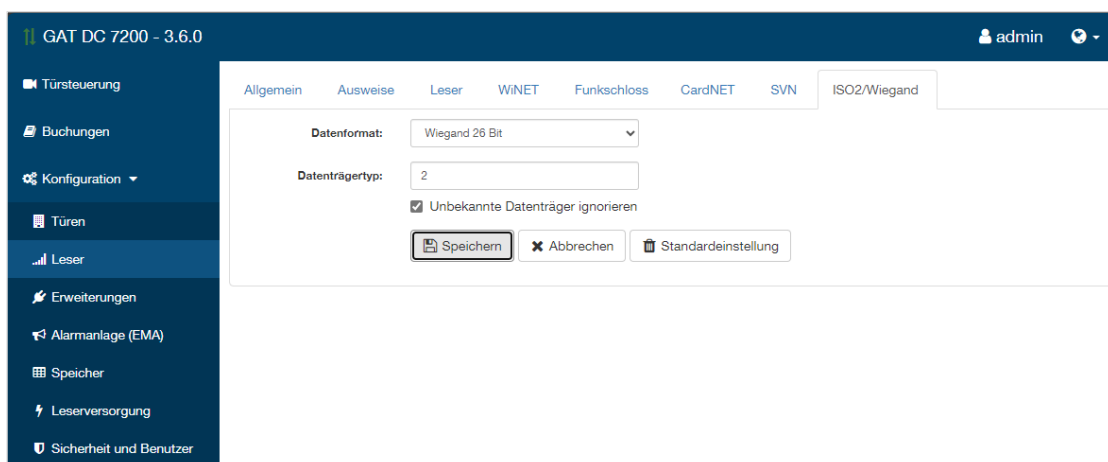 GAT DC 7200 - 3.6.0
admin
Türsteuerung
Buchungen
Konfiguration
Türen
Leser
Erweiterungen
Alarmanlage (EMA)
Speicher
Leserversorgung
Sicherheit und Benutzer
Allgemein Ausweise Leser WiNET Funkschloss CardNET SVN ISO2/Wiegand
Datenformat: Wiegand 26 Bit
Datenträgertyp: 2
Unbekannte Datenträger ignorieren
Speichern Abbrechen Standardeinstellung